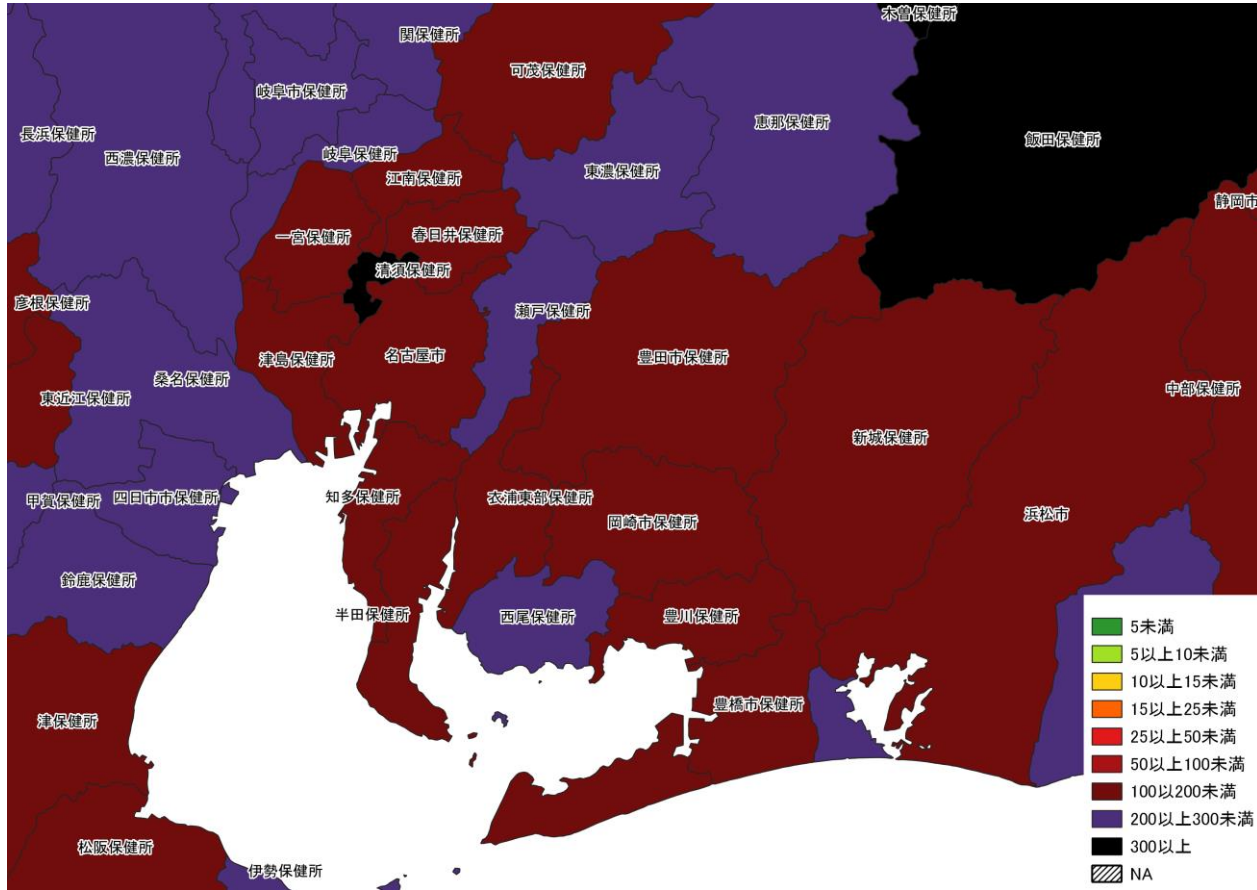 木曽保健所
関保健所
可茂保健所
岐阜市保健所
恵那保健所
長浜保健所
西濃保健所
岐阜保健所
飯田保健所
江南保健所
東濃保健所
静岡市
一宮保健所
春日井保健所
清須保健所
彦根保健所
瀬戸保健所
津島保健所
名古屋市
豊田市保健所
桑名保健所
中部保健所
東近江保健所
新城保健所
甲賀保健所
四日市市保健所
知多保健所
衣浦東部保健所
岡崎市保健所
浜松市
鈴鹿保健所
半田保健所
西尾保健所
豊川保健所
津保健所
豊橋市保健所
松阪保健所
伊勢保健所
5未満
5以上10未満
10以上15未満
15以上25未満
25以上50未満
50以上100未満
100以200未満
200以上300未満
300以上
NA